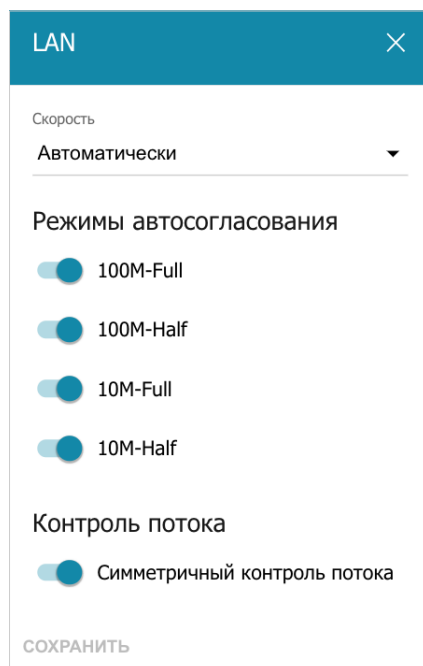 LAN
Скорость
Автоматически
Режимы автосогласования
100M-Full
100M-Half
10M-Full
10M-Half
Контроль потока
Симметричный контроль потока
СОХРАНИТЬ